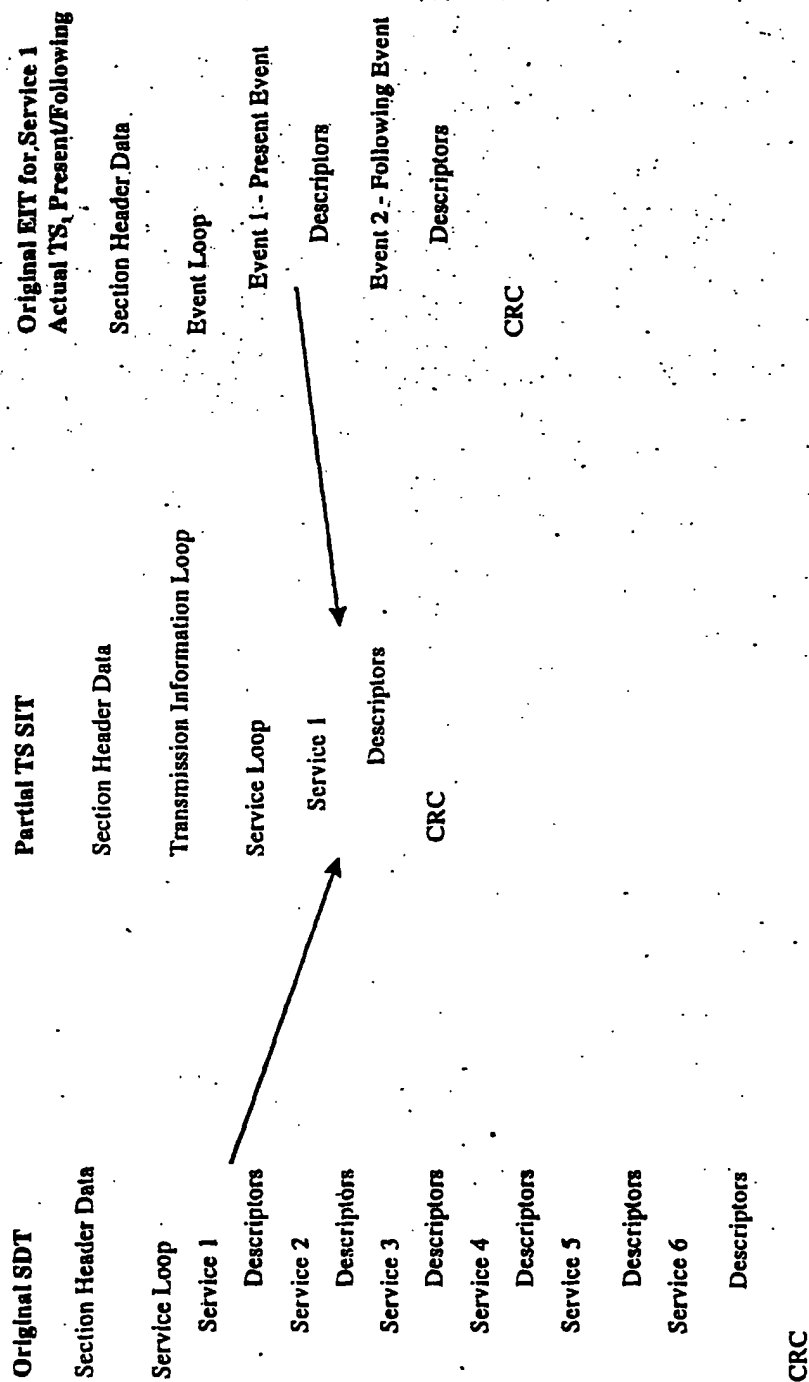 Original SDT
Section Header Data
Service Loop
Service 1
Descriptors
Service 2
Descriptors
Service 3
Descriptors
Service 4
Descriptors
Service 5
Descriptors
Service 6
Descriptors
CRC
Partial TS SIT
Section Header Data
Transmission Information Loop
Service Loop
Service 1
Descriptors
CRC
Original EIT for Service 1
Actual TS, Present/Following
Section Header Data
Event Loop
Event 1 - Present Event
Descriptors
Event 2 - Following Event
Descriptors
CRC